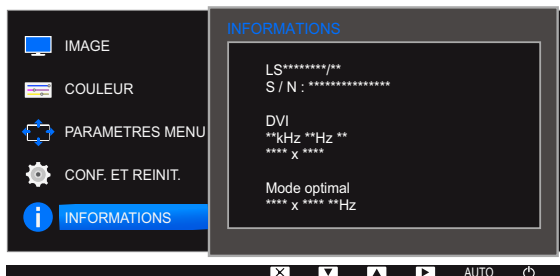 IMAGE
COULEUR
PARAMETRES MENU
CONF. ET REINIT.
INFORMATIONS
INFORMATIONS
LS********/**
S / N : ***************
DVI
**kHz **Hz **
**** x ****
Mode optimal
**** x **** **Hz
AUTO